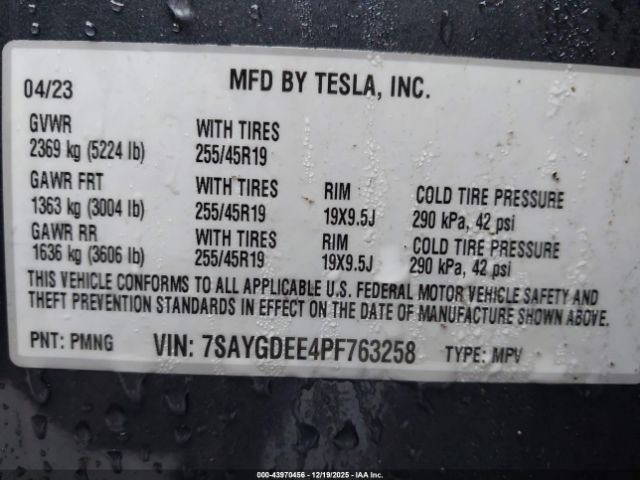 04/23 MFD BY TESLA, INC.
GVWR WITH TIRES
2369 kg (5224 lb) 255/45R19
GAWR FRT WITH TIRES RIM COLD TIRE PRESSURE
1363 kg (3004 lb) 255/45R19 19X9.5J 290 kPa, 42 psi
GAWR RR WITH TIRES RIM COLD TIRE PRESSURE
1636 kg (3606 lb) 255/45R19 19X9.5J 290 kPa, 42 psi
THIS VEHICLE CONFORMS TO ALL APPLICABLE U.S. FEDERAL MOTOR VEHICLE SAFETY AND
THEFT PREVENTION STANDARDS IN EFFECT ON THE DATE OF MANUFACTURE SHOWN ABOVE.
PNT: PMNG VIN: 7SAYGDEE4PF763258 TYPE: MPV
000-43970456 - 12/19/2025 - IAA Inc.